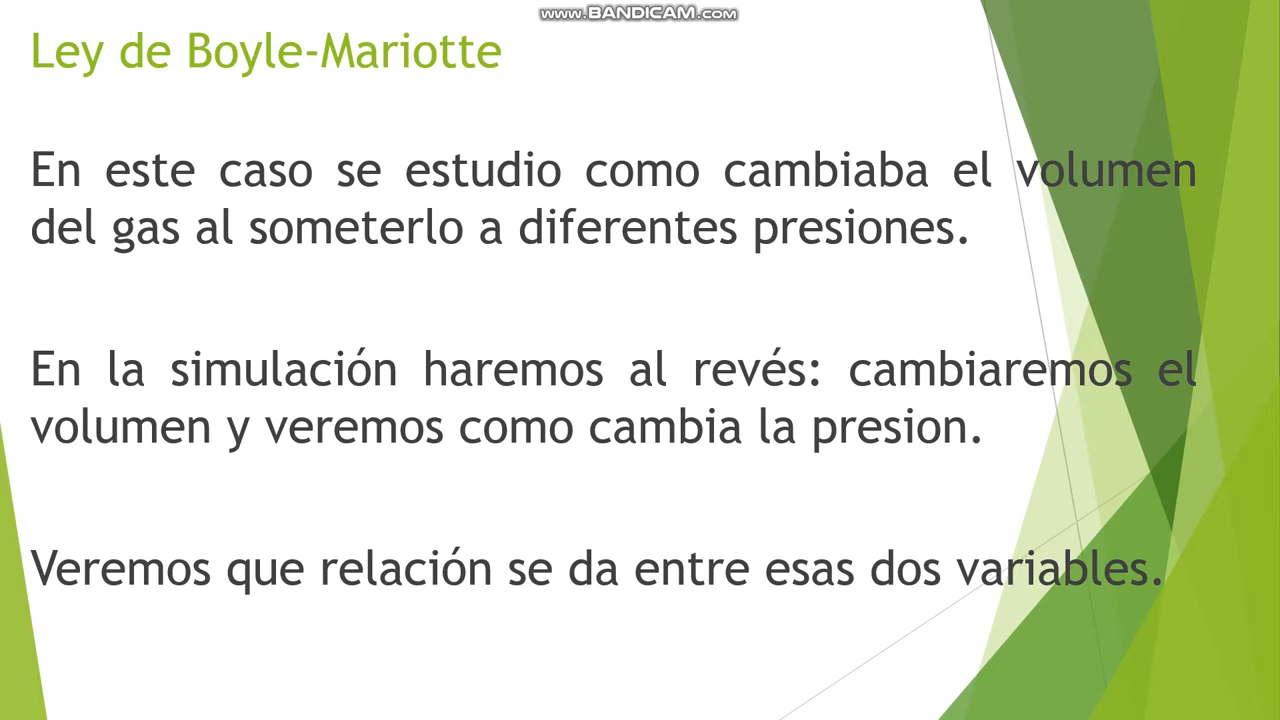 www.BANDICAM.com
Ley de Boyle-Mariotte
En este caso se estudio como cambiaba el volumen
del gas al someterlo a diferentes presiones.
En la simulación haremos al revés: cambiaremos el
volumen y veremos como cambia la presion.
Veremos que relación se da entre esas dos variables.